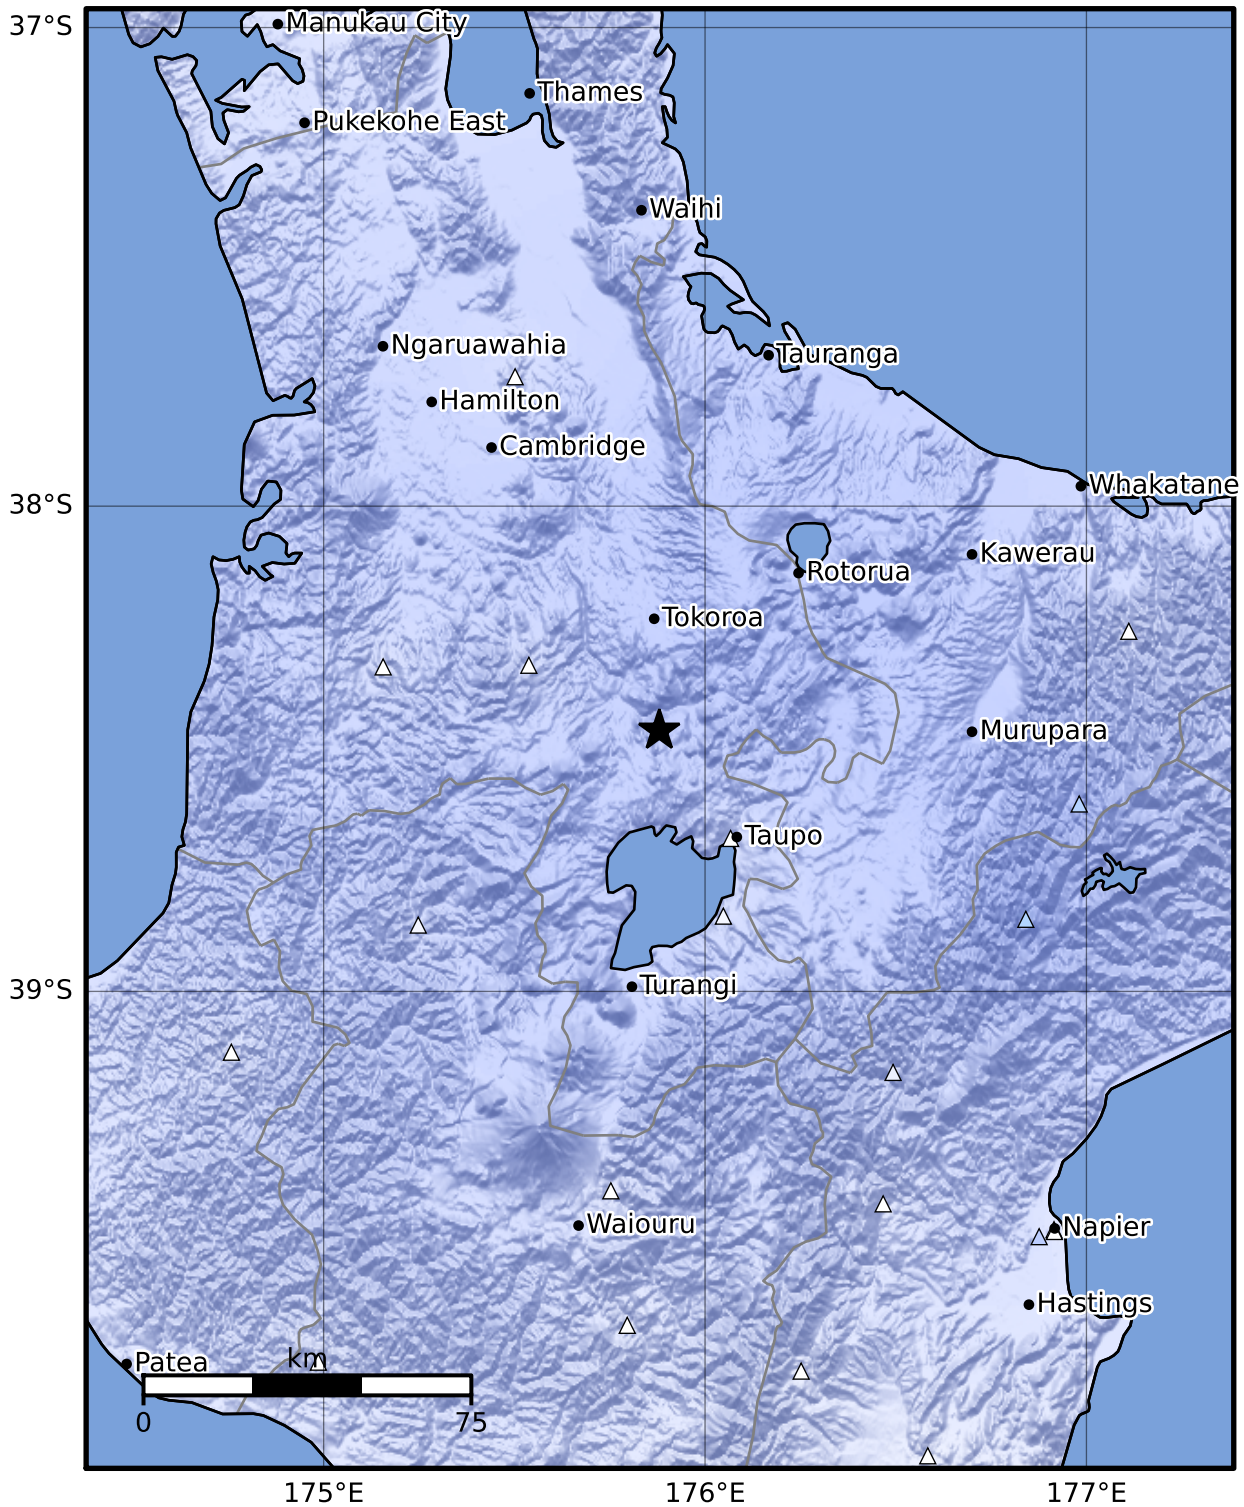 37°S
Manukau City
Thames
Pukekohe East
Waihi
Ngaruawahia
Tauranga
Hamilton
Cambridge
Whakatane
38°S
Kawerau
Rotorua
Tokoroa
Murupara
Taupo
39°S
Turangi
Waiouru
Napier
Hastings
Patea
km
0
75
175°E
176°E
177°E